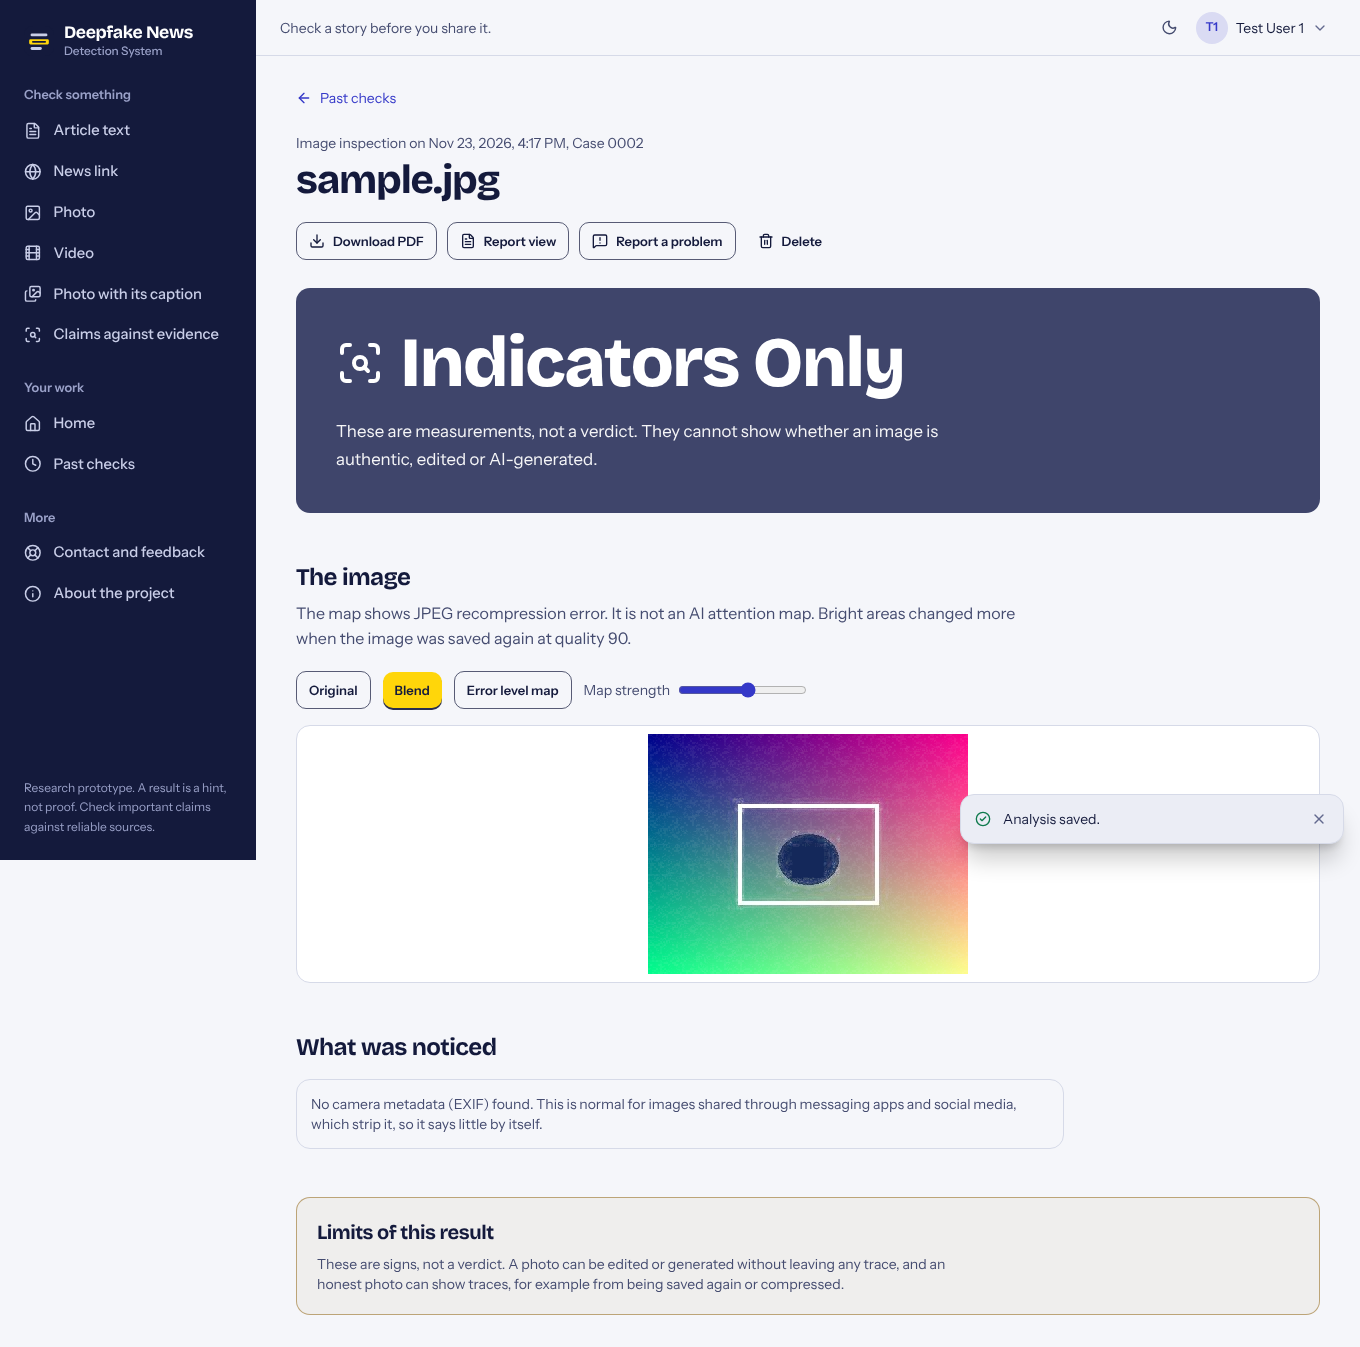 Deepfake News
Detection System
Check something
Article text
News link
Photo
Video
Photo with its caption
Claims against evidence
Your work
Home
Past checks
More
Contact and feedback
About the project
Research prototype. A result is a hint,
not proof. Check important claims
against reliable sources.
Check a story before you share it.
T1
Test User 1
Past checks
Image inspection on Nov 23, 2026, 4:17 PM, Case 0002
sample.jpg
Download PDF
Report view
Report a problem
Delete
Indicators Only
These are measurements, not a verdict. They cannot show whether an image is
authentic, edited or AI-generated.
The image
The map shows JPEG recompression error. It is not an AI attention map. Bright areas changed more
when the image was saved again at quality 90.
Original
Blend
Error level map
Map strength
Analysis saved.
What was noticed
No camera metadata (EXIF) found. This is normal for images shared through messaging apps and social media,
which strip it, so it says little by itself.
Limits of this result
These are signs, not a verdict. A photo can be edited or generated without leaving any trace, and an
honest photo can show traces, for example from being saved again or compressed.